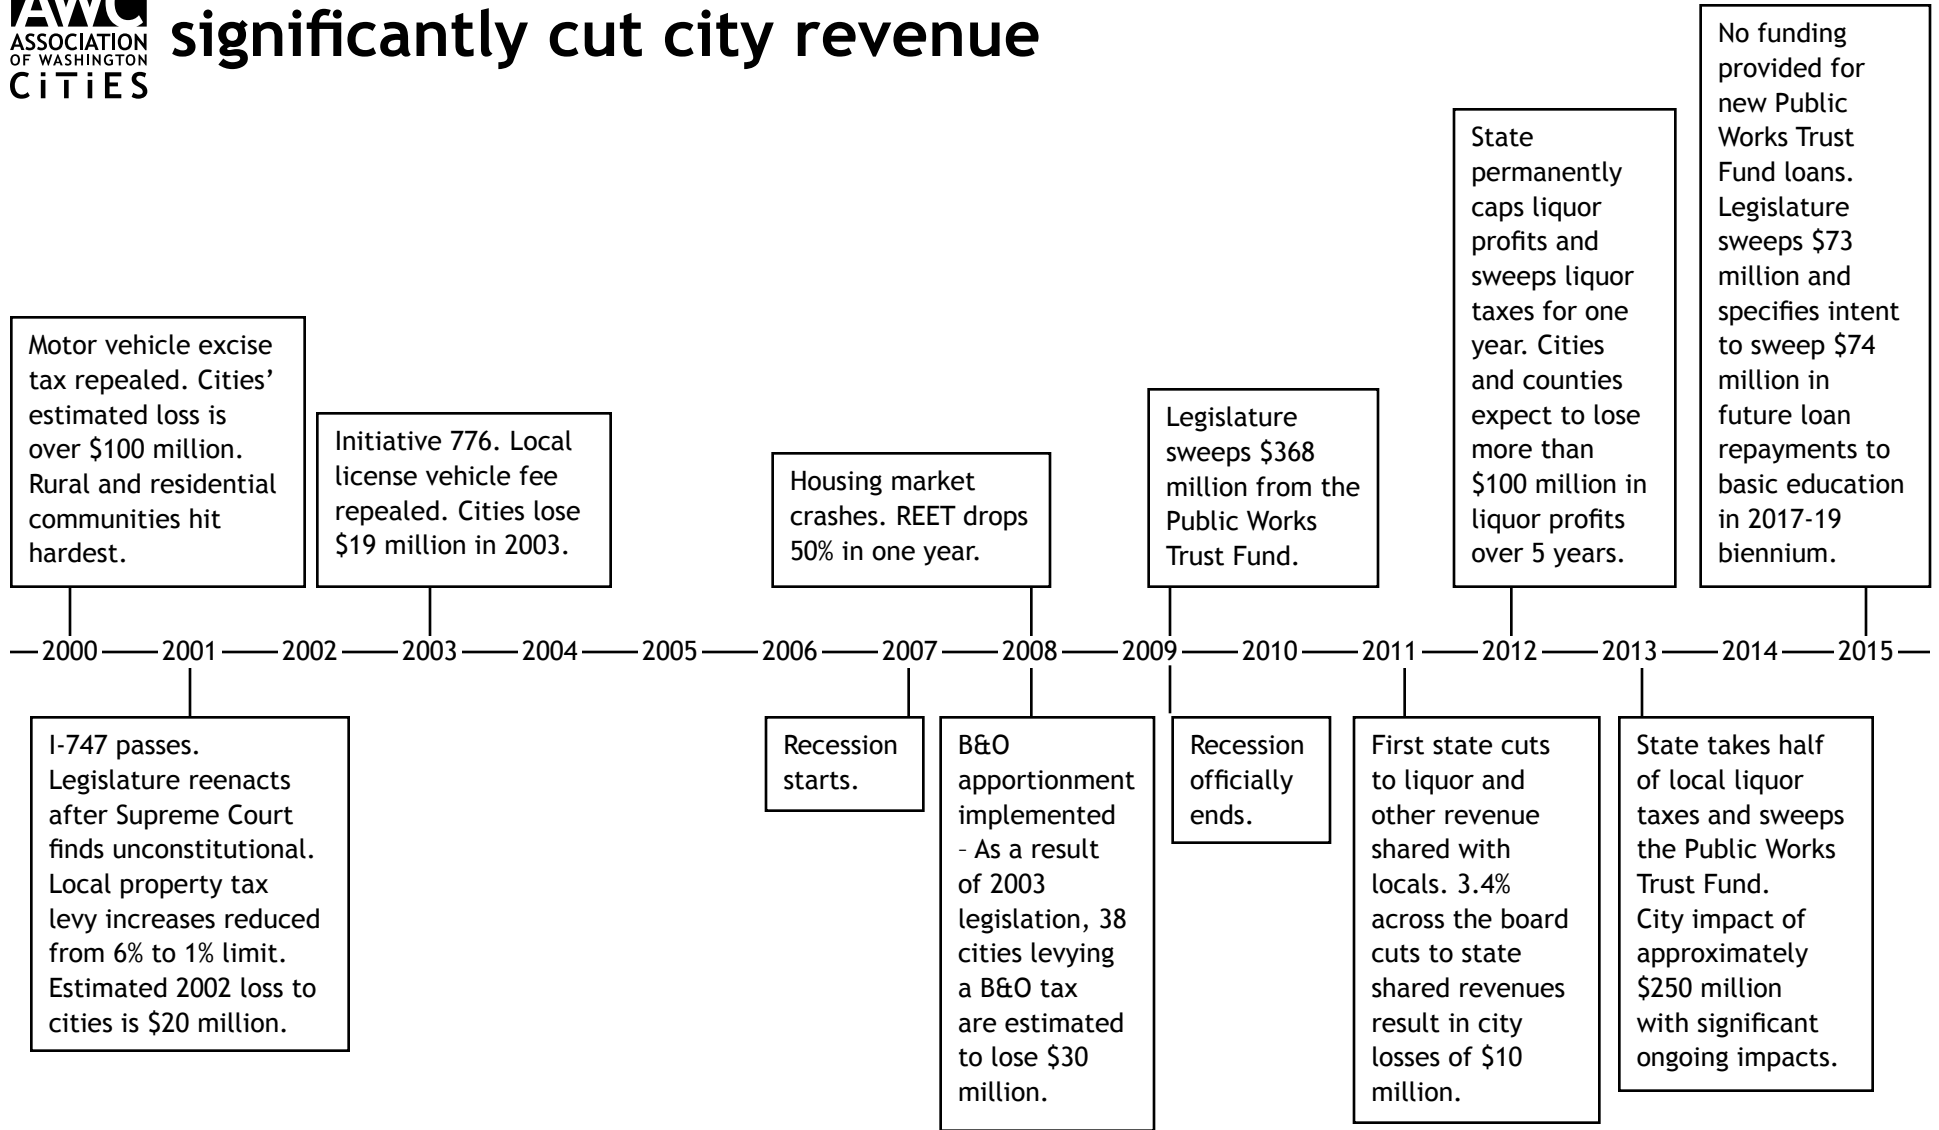 AWC
ASSOCIATION
OF WASHINGTON
CiTiES
significantly cut city revenue
Motor vehicle excise
tax repealed. Cities’
estimated loss is
over $100 million.
Rural and residential
communities hit
hardest.
Initiative 776. Local
license vehicle fee
repealed. Cities lose
$19 million in 2003.
Housing market
crashes. REET drops
50% in one year.
Legislature
sweeps $368
million from the
Public Works
Trust Fund.
State
permanently
caps liquor
profits and
sweeps liquor
taxes for one
year. Cities
and counties
expect to lose
more than
$100 million in
liquor profits
over 5 years.
No funding
provided for
new Public
Works Trust
Fund loans.
Legislature
sweeps $73
million and
specifies intent
to sweep $74
million in
future loan
repayments to
basic education
in 2017-19
biennium.
2000 2001 2002 2003 2004 2005 2006 2007 2008 2009 2010 2011 2012 2013 2014 2015
I-747 passes.
Legislature reenacts
after Supreme Court
finds unconstitutional.
Local property tax
levy increases reduced
from 6% to 1% limit.
Estimated 2002 loss to
cities is $20 million.
Recession
starts.
B&O
apportionment
implemented
– As a result
of 2003
legislation, 38
cities levying
a B&O tax
are estimated
to lose $30
million.
Recession
officially
ends.
First state cuts
to liquor and
other revenue
shared with
locals. 3.4%
across the board
cuts to state
shared revenues
result in city
losses of $10
million.
State takes half
of local liquor
taxes and sweeps
the Public Works
Trust Fund.
City impact of
approximately
$250 million
with significant
ongoing impacts.